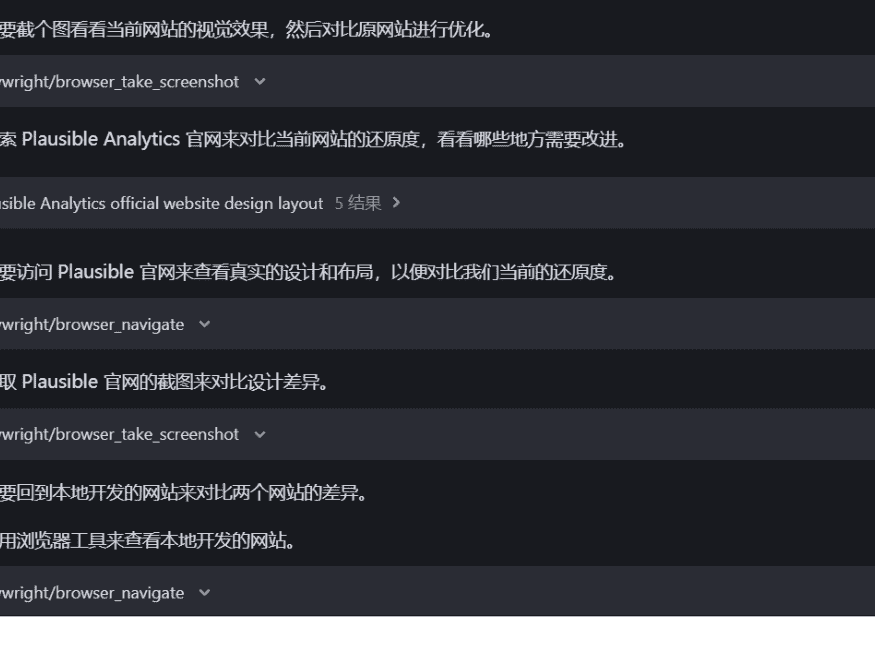 要截个图看看当前网站的视觉效果，然后对比原网站进行优化。
wright/browser_take_screenshot
索 Plausible Analytics 官网来对比当前网站的还原度，看看哪些地方需要改进。
sible Analytics official website design layout 5 结果
要访问 Plausible 官网来查看真实的设计和布局，以便对比我们当前的还原度。
wright/browser_navigate
取 Plausible 官网的截图来对比设计差异。
wright/browser_take_screenshot
要回到本地开发的网站来对比两个网站的差异。
用浏览器工具来查看本地开发的网站。
wright/browser_navigate